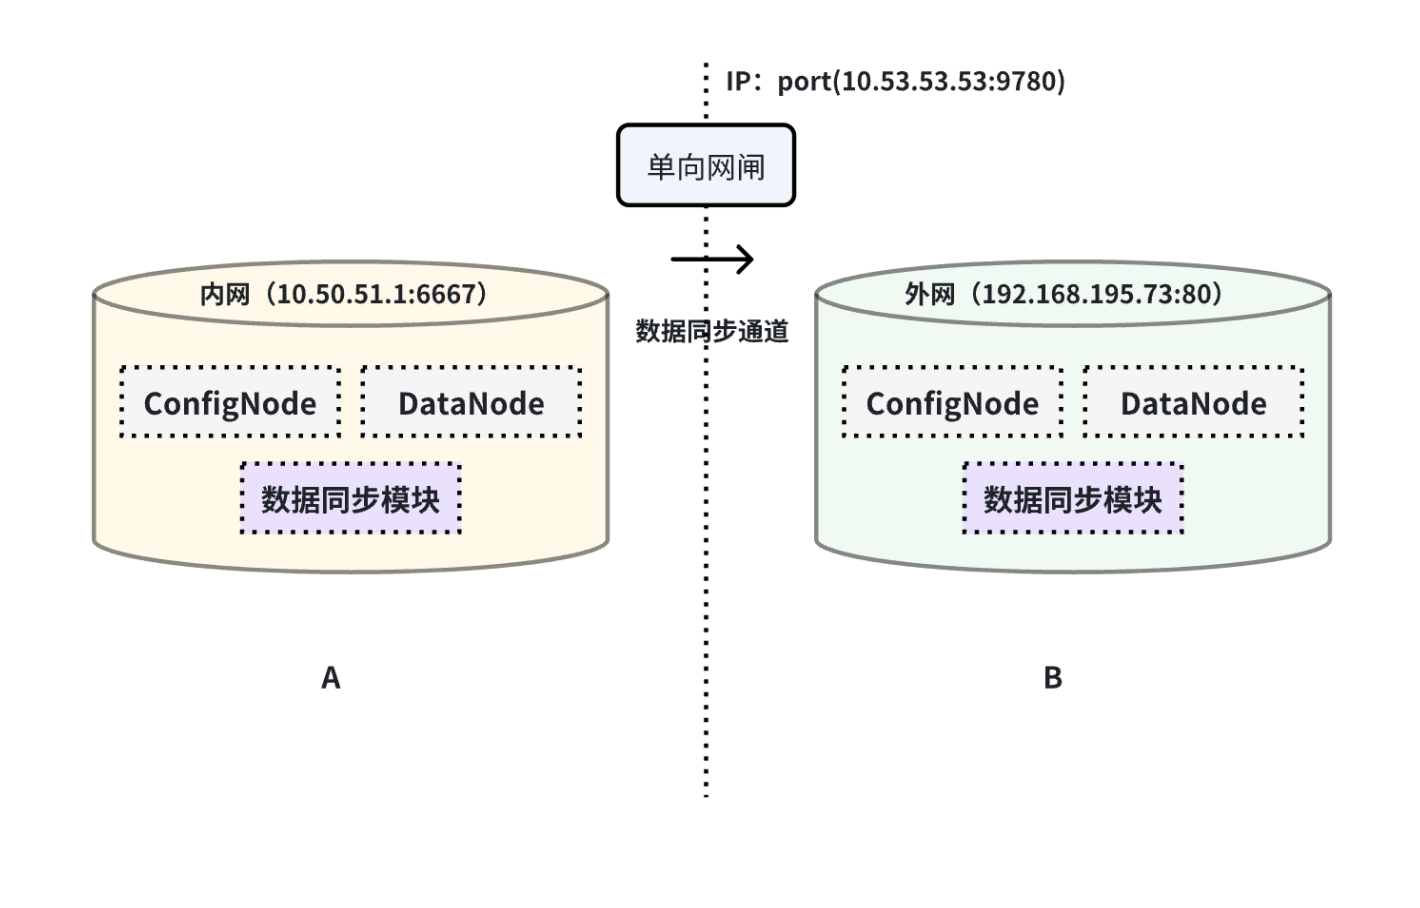 IP：port(10.53.53.53:9780)
单向网闸
内网（10.50.51.1:6667）
外网（192.168.195.73:80）
数据同步通道
ConfigNode
DataNode
ConfigNode
DataNode
数据同步模块
数据同步模块
A
B